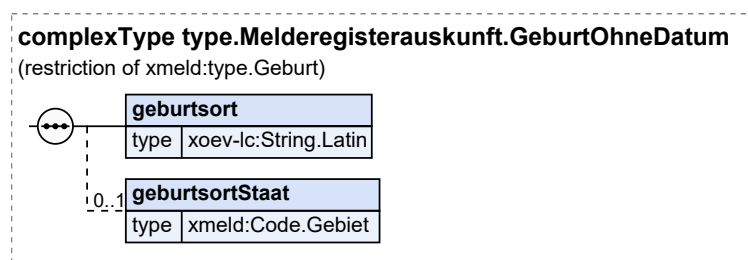 complexType type.Melderegisterauskunft.GeburtOhneDatum
(restriction of xmeld:type.Geburt)
geburtsort
type xoev-lc:String.Latin
0..1 geburtsortStaat
type xmeld:Code.Gebiet